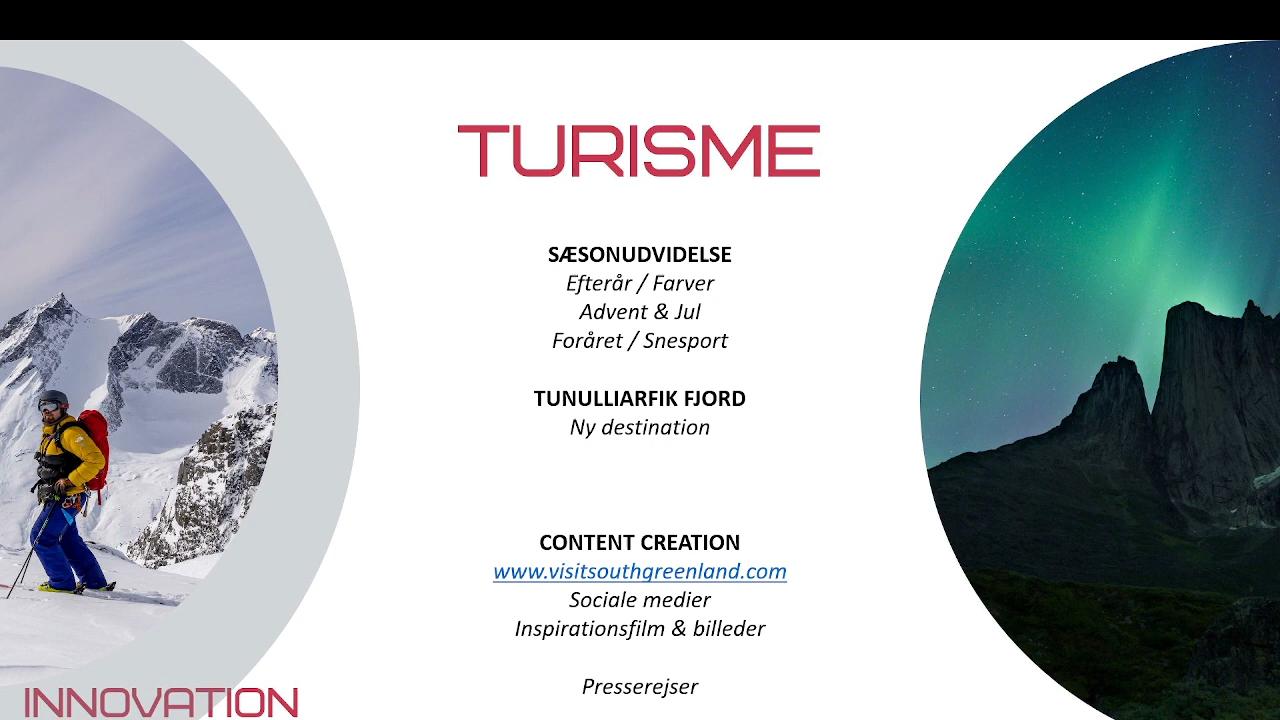 TURISME
SÆSONUDVIDELSE
Efterår / Farver
Advent & Jul
Foråret / Snesport
TUNULLIARFIK FJORD
Ny destination
CONTENT CREATION
www.visitsouthgreenland.com
Sociale medier
Inspirationsfilm & billeder
Presserejser
INNOVATION